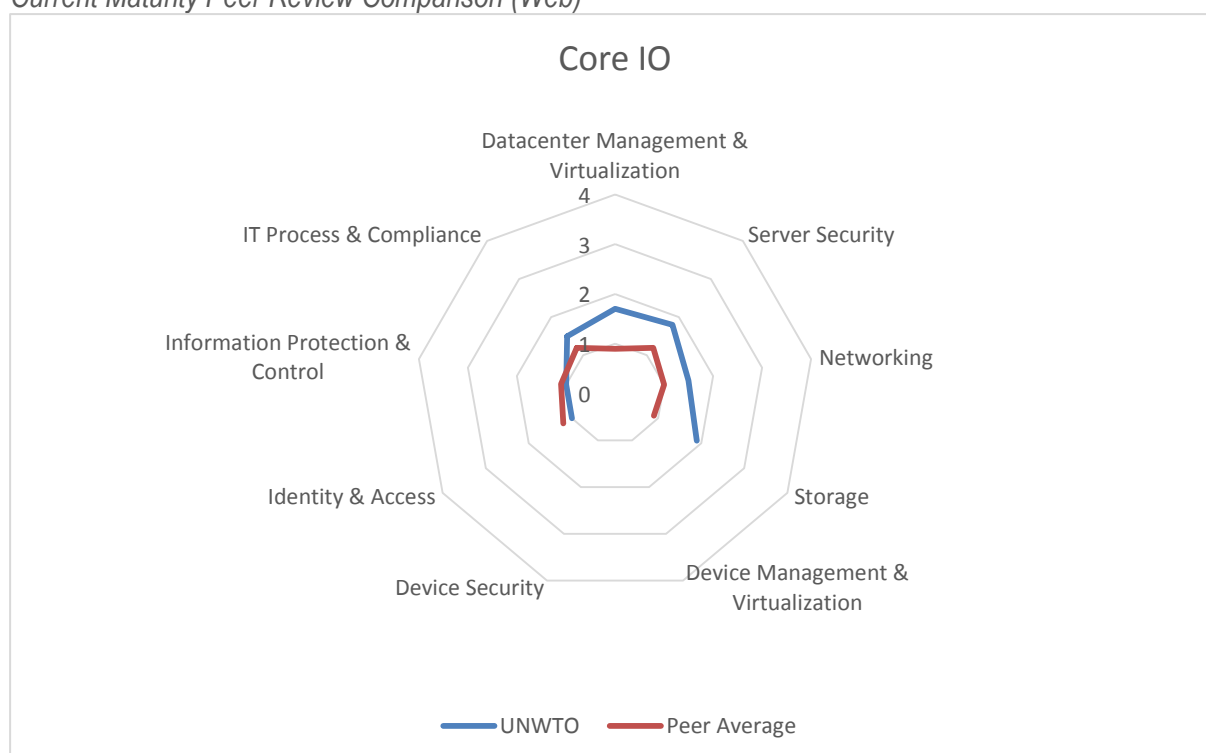 Current Maturity Peer Review Comparison (Web)
Core IO
Datacenter Management &
Virtualization
4
IT Process & Compliance
Server Security
3
2
Information Protection &
Control
1
Networking
0
Identity & Access
Storage
Device Security
Device Management &
Virtualization
UNWTO
Peer Average